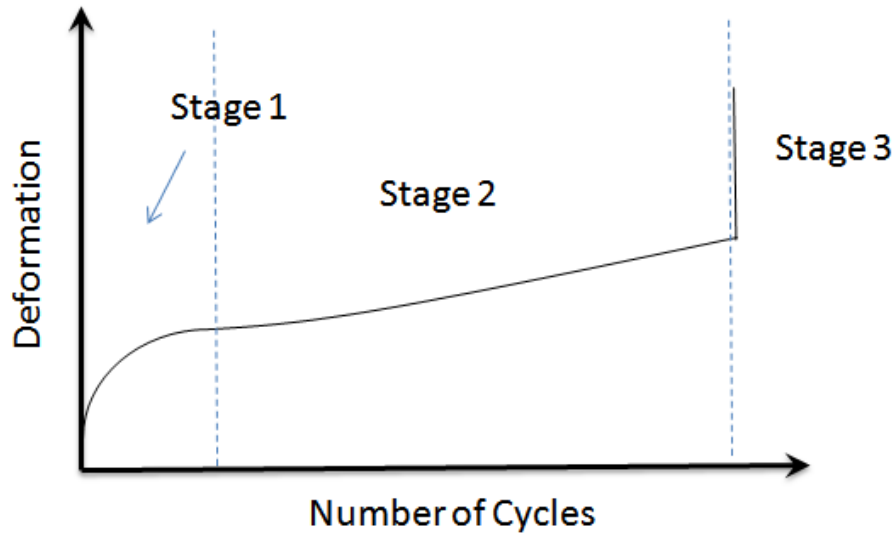 Stage 1
Stage 2
Stage 3
Deformation
Number of Cycles